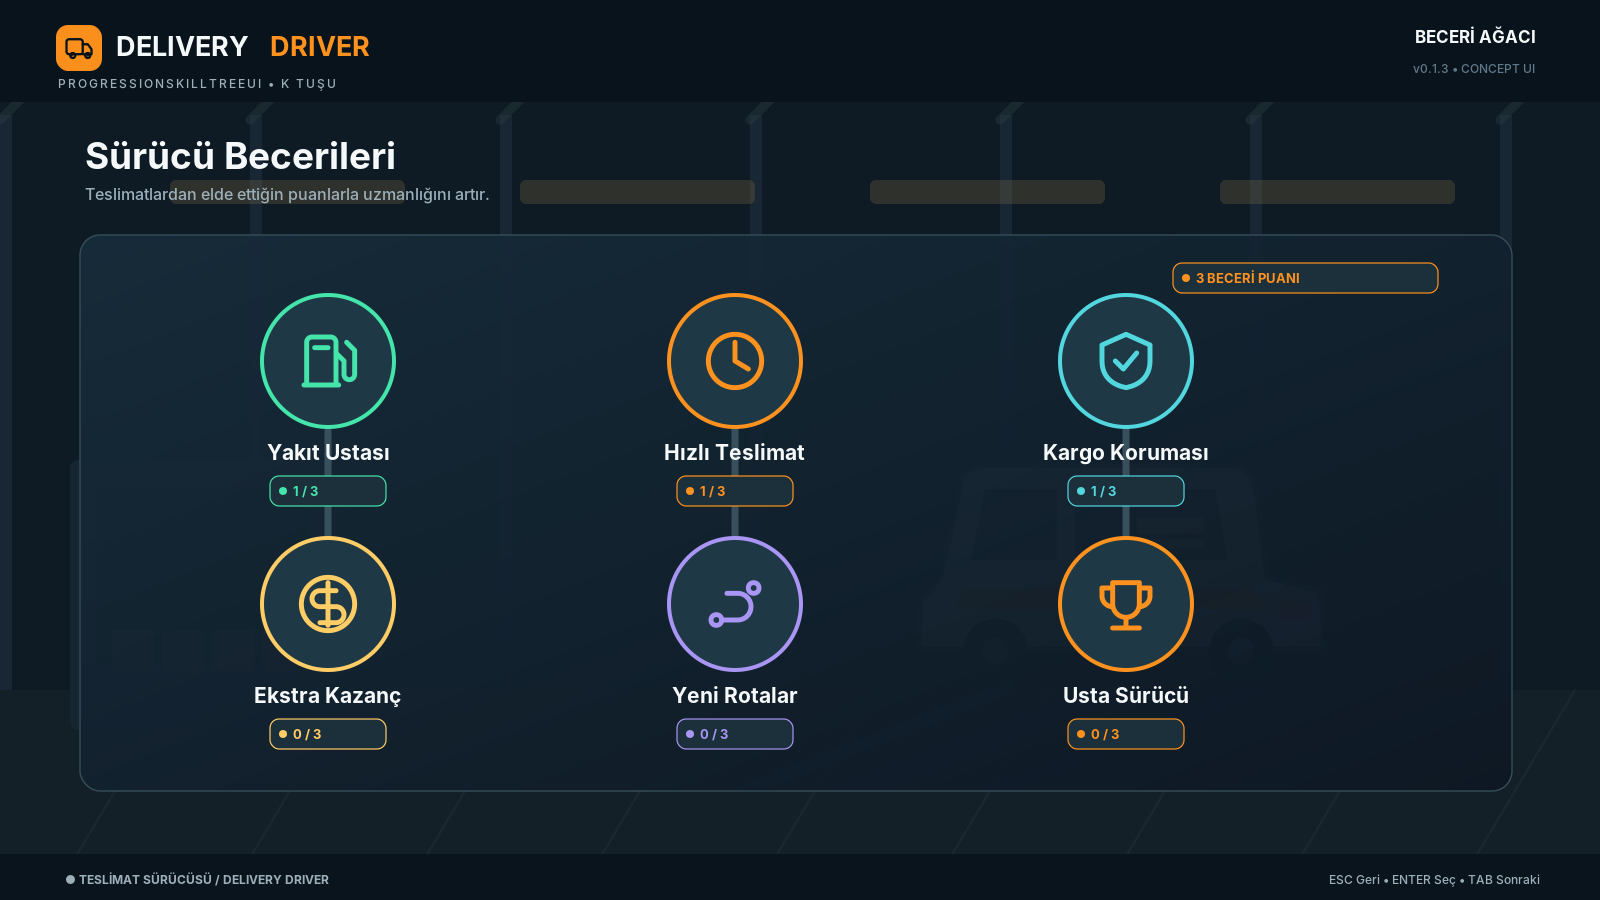 DELIVERY DRIVER
PROGRESSIONSKILLTREEUI • K TUŞU
BECERİ AĞACI
v0.1.3 • CONCEPT UI
Sürücü Becerileri
Teslimatlardan elde ettiğin puanlarla uzmanlığını artır.
3 BECERİ PUANI
Yakıt Ustası
1 / 3
Hızlı Teslimat
1 / 3
Kargo Koruması
1 / 3
Ekstra Kazanç
0 / 3
Yeni Rotalar
0 / 3
Usta Sürücü
0 / 3
TESLİMAT SÜRÜCÜSÜ / DELIVERY DRIVER
ESC Geri • ENTER Seç • TAB Sonraki